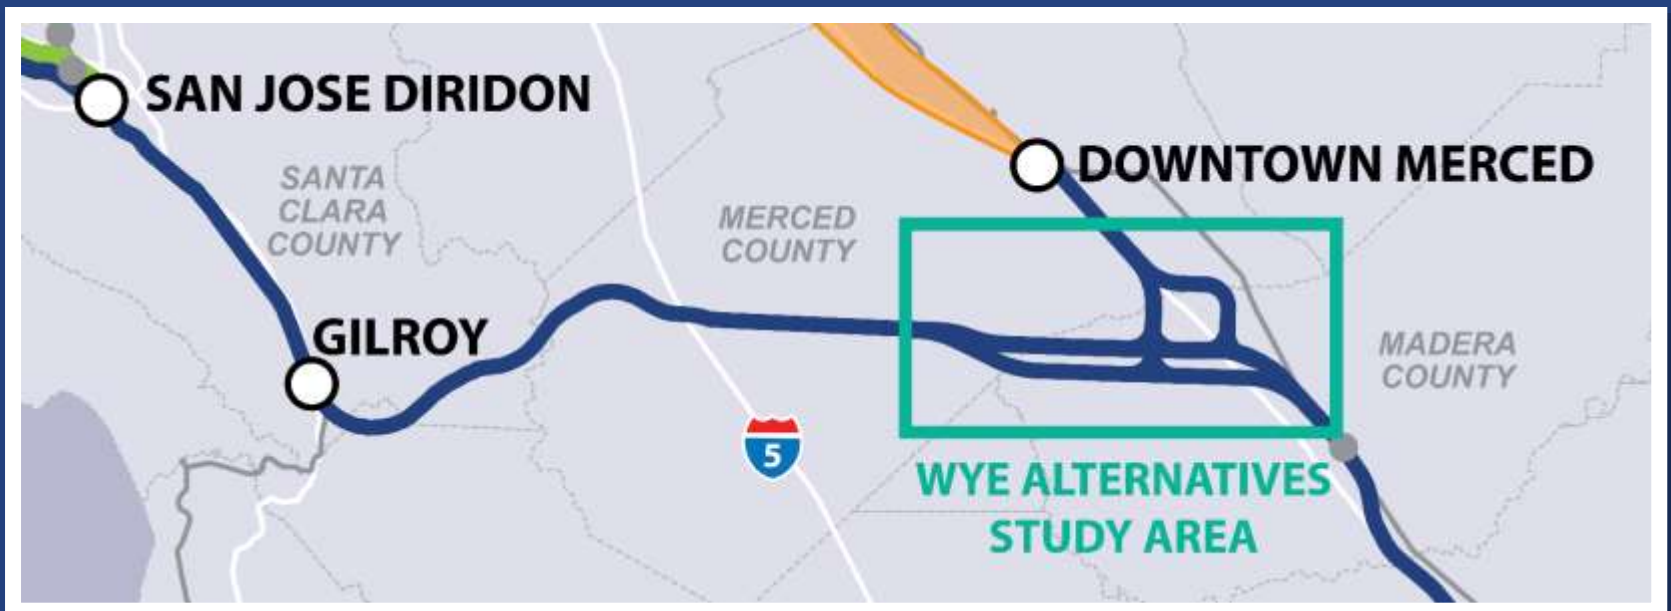 SAN JOSE DIRIDON
DOWNTOWN MERCED
SANTA
CLARA
COUNTY
MERCED
COUNTY
GILROY
MADERA
COUNTY
5
WYE ALTERNATIVES
STUDY AREA